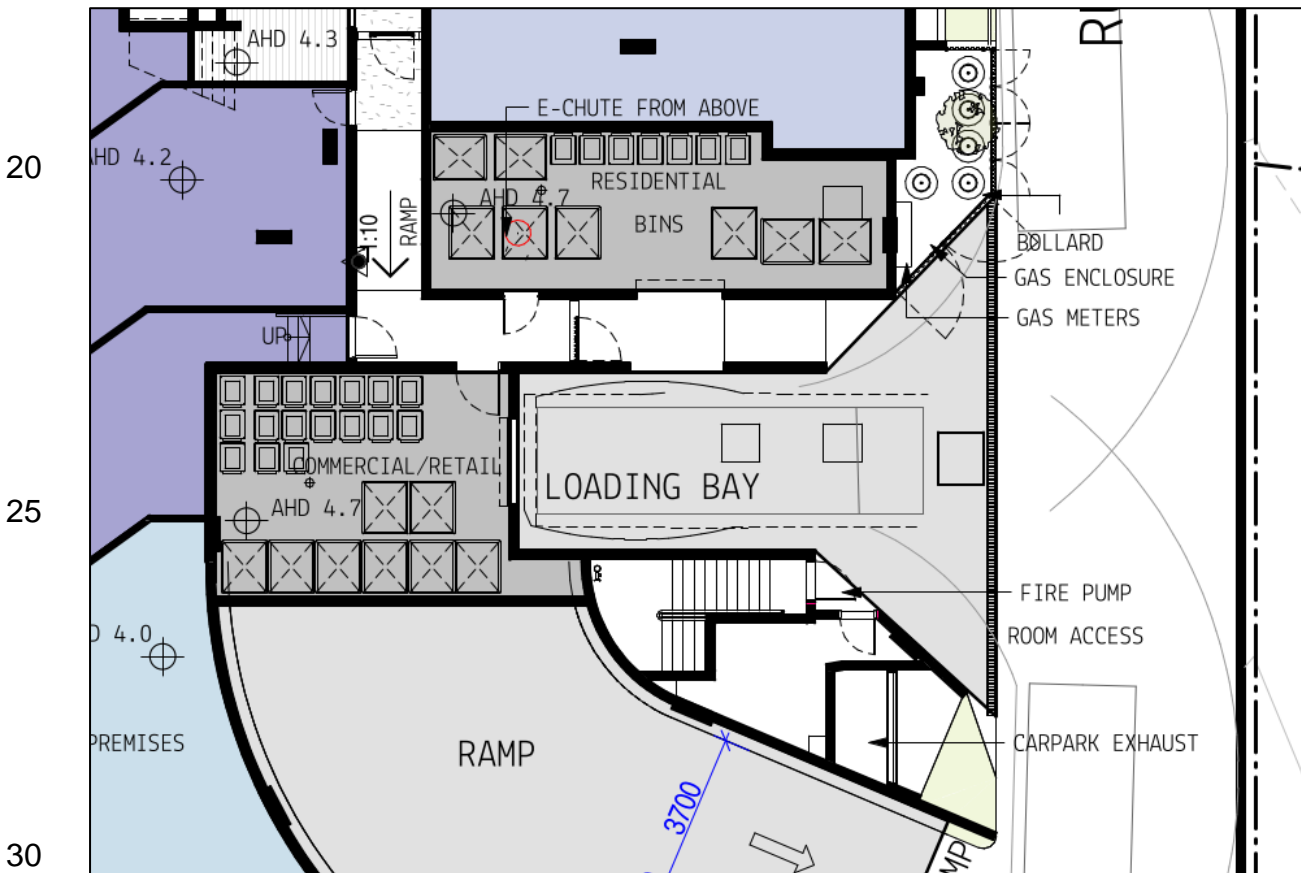 AHD 4.3
E-CHUTE FROM ABOVE
20
AHD 4.2
RESIDENTIAL
AHD 4.7
BINS
1:10
RAMP
BOLLARD
GAS ENCLOSURE
GAS METERS
UP
COMMERCIAL/RETAIL
LOADING BAY
25
AHD 4.7
FIRE PUMP
ROOM ACCESS
D 4.0
PREMISES
RAMP
CARPARK EXHAUST
3700
30
MP